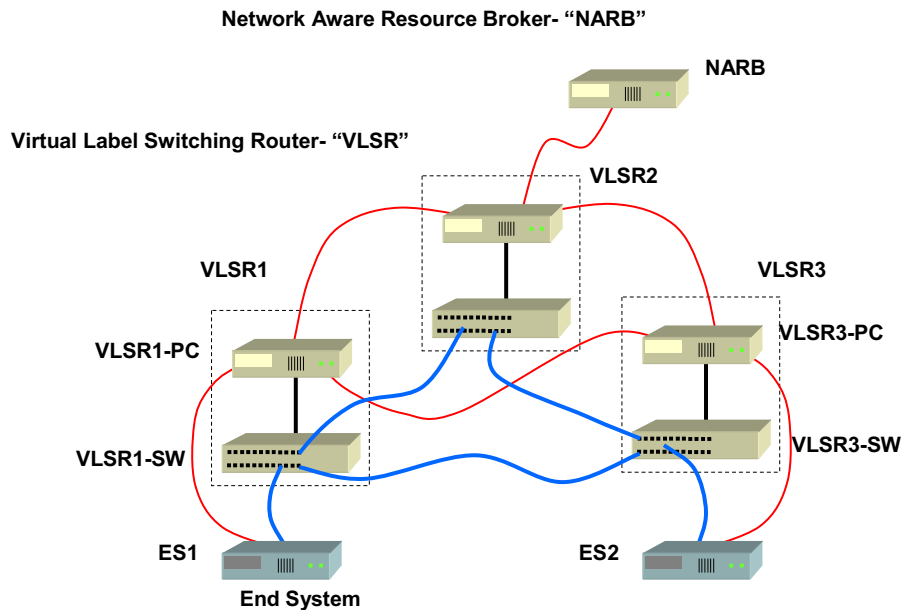 Network Aware Resource Broker- “NARB”
NARB
Virtual Label Switching Router- “VLSR”
VLSR2
VLSR1
VLSR3
VLSR1-PC
VLSR3-PC
VLSR1-SW
VLSR3-SW
ES1
ES2
End System